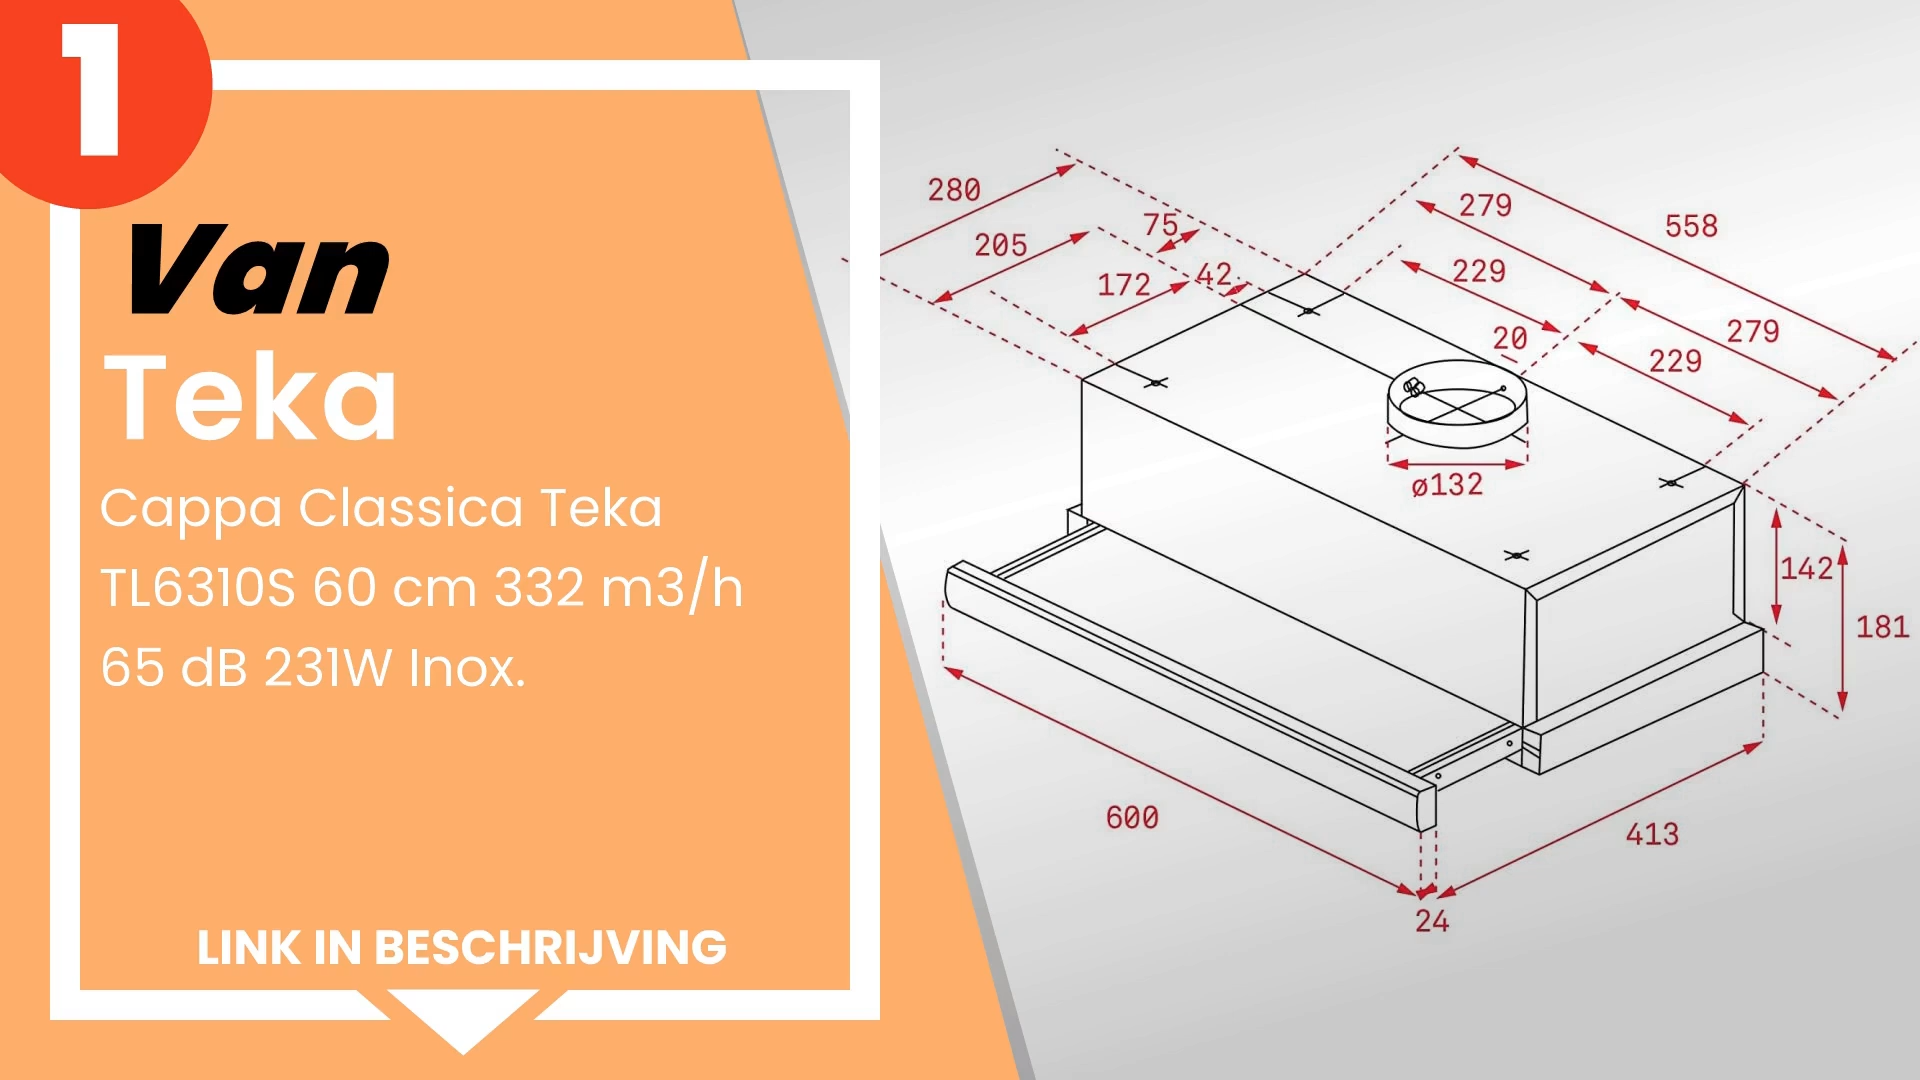 1
Van
Teka
Cappa Classica Teka
TL6310S 60 cm 332 m3/h
65 dB 231W Inox.
LINK IN BESCHRIJVING
280
205
75
172
42
279
558
229
20
279
229
ø132
142
181
600
413
24